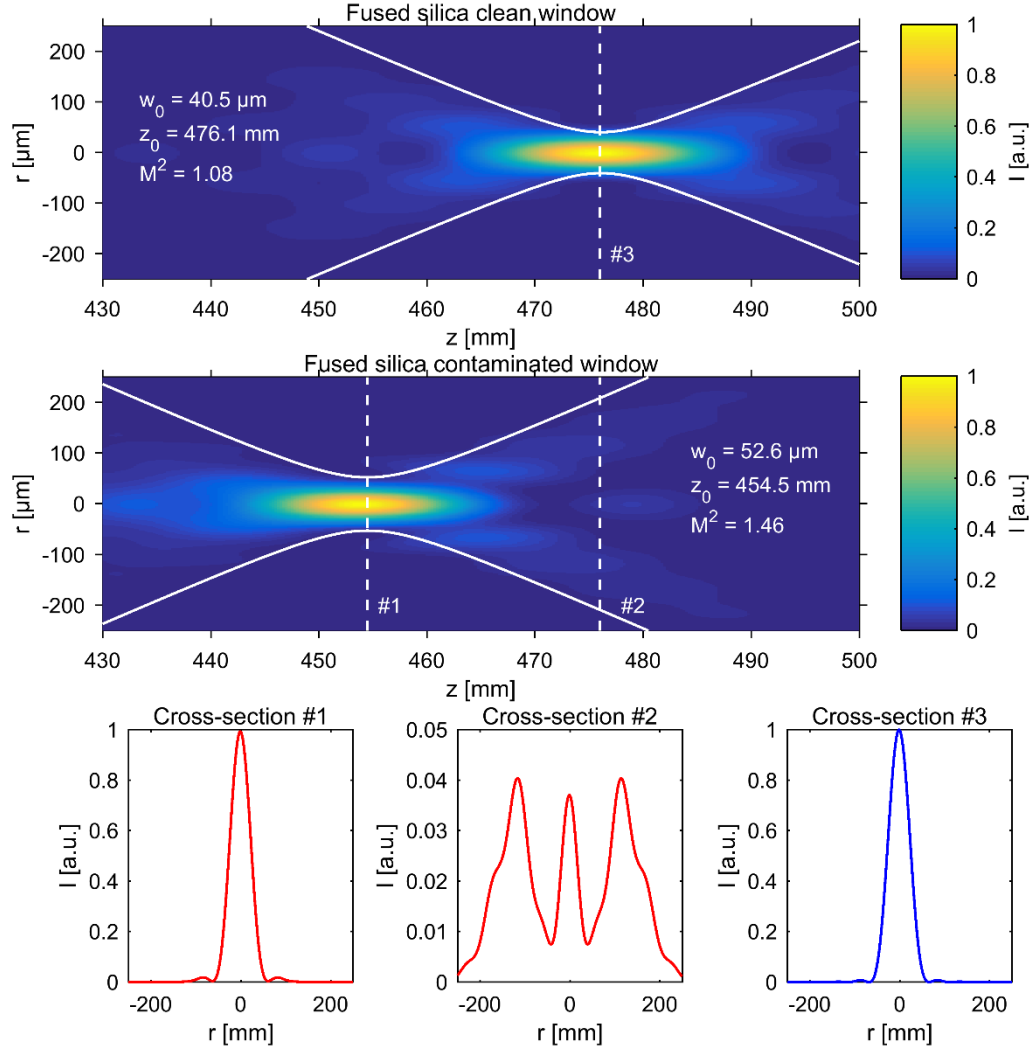 Fused silica clean window
200
100
0
-100
-200
r [µm]
w0 = 40.5 µm
z0 = 476.1 mm
M2 = 1.08
#3
430 440 450 460 470 480 490 500
z [mm]
1
0.8
0.6
0.4
0.2
0
I [a.u.]
Fused silica contaminated window
200
100
0
-100
-200
r [µm]
w0 = 52.6 µm
z0 = 454.5 mm
M2 = 1.46
#1 #2
430 440 450 460 470 480 490 500
z [mm]
1
0.8
0.6
0.4
0.2
0
I [a.u.]
Cross-section #1
1
0.8
0.6
0.4
0.2
0
I [a.u.]
-200 0 200
r [mm]
Cross-section #2
0.05
0.04
0.03
0.02
0.01
0
I [a.u.]
-200 0 200
r [mm]
Cross-section #3
1
0.8
0.6
0.4
0.2
0
I [a.u.]
-200 0 200
r [mm]